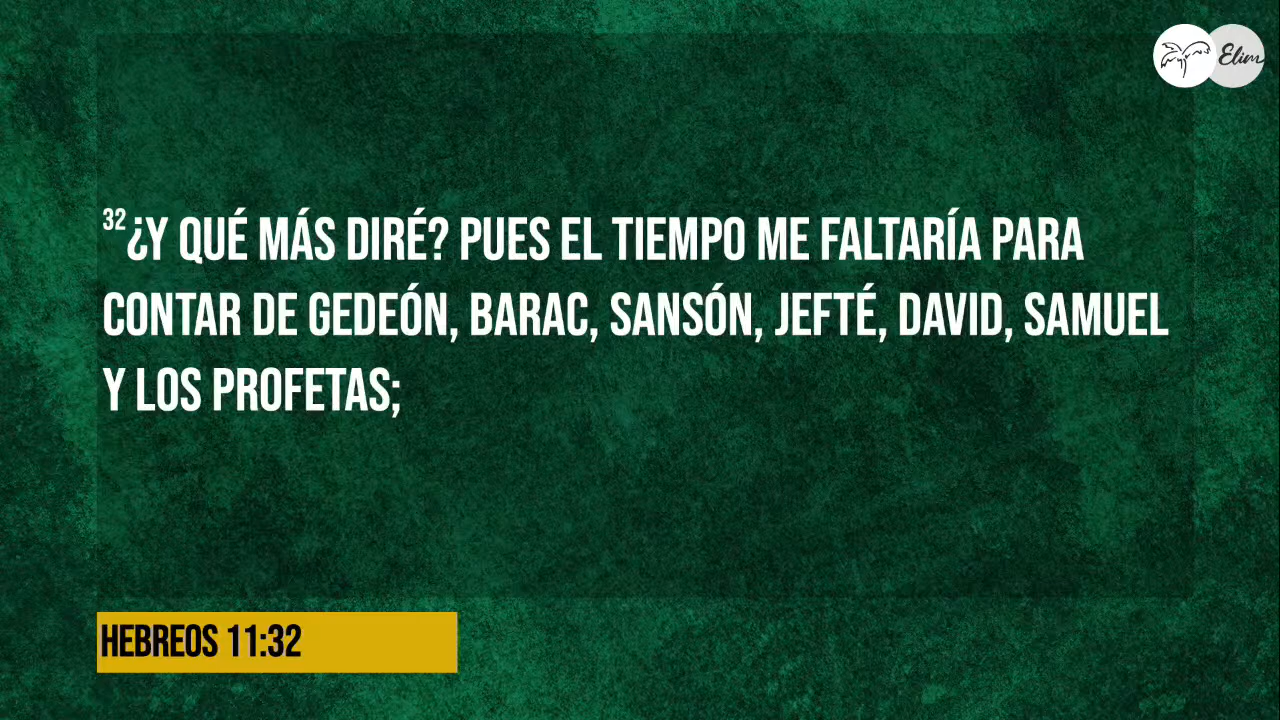 Elim
³²¿Y QUÉ MÁS DIRÉ? PUES EL TIEMPO ME FALTARÍA PARA
CONTAR DE GEDEÓN, BARAC, SANSÓN, JEFTÉ, DAVID, SAMUEL
Y LOS PROFETAS;
HEBREOS 11:32